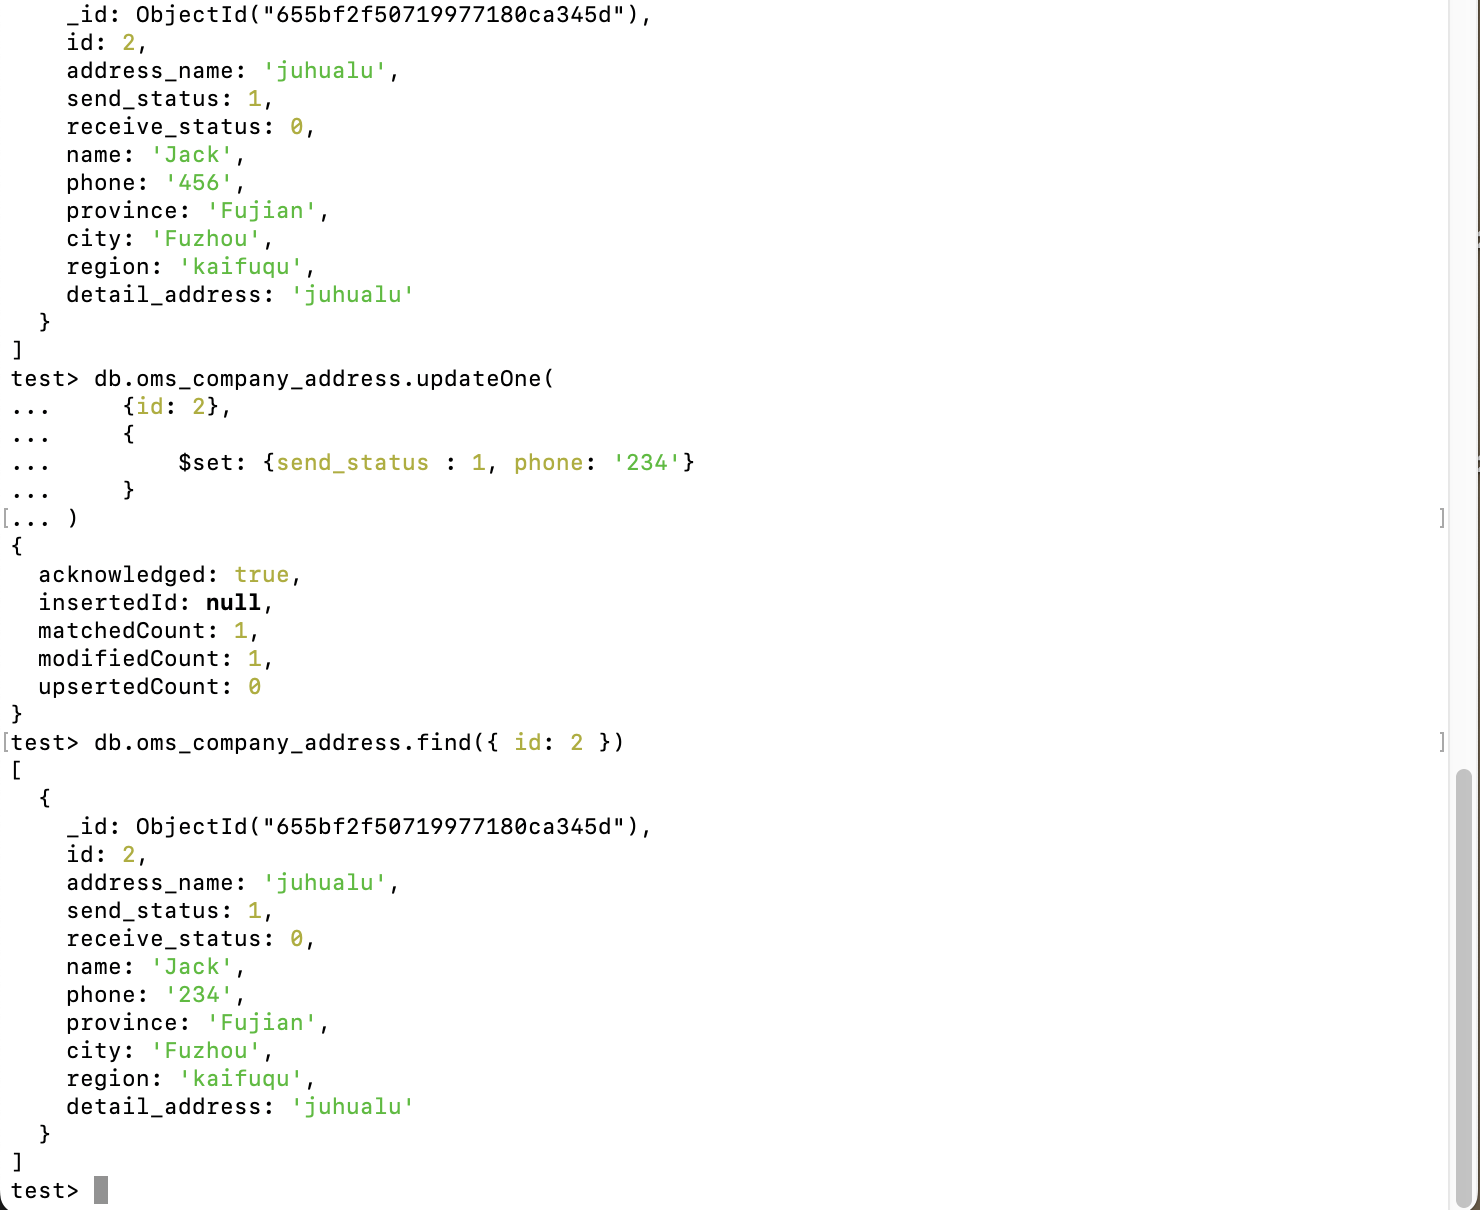 _id: ObjectId("655bf2f50719977180ca345d"),
    id: 2,
    address_name: 'juhualu',
    send_status: 1,
    receive_status: 0,
    name: 'Jack',
    phone: '456',
    province: 'Fujian',
    city: 'Fuzhou',
    region: 'kaifuqu',
    detail_address: 'juhualu'
  }
]
test> db.oms_company_address.updateOne(
...     {id: 2},
...     {
...         $set: {send_status : 1, phone: '234'}
...     }
[... ) ]
{
  acknowledged: true,
  insertedId: null,
  matchedCount: 1,
  modifiedCount: 1,
  upsertedCount: 0
}
[test> db.oms_company_address.find({ id: 2 }) ]
[
  {
    _id: ObjectId("655bf2f50719977180ca345d"),
    id: 2,
    address_name: 'juhualu',
    send_status: 1,
    receive_status: 0,
    name: 'Jack',
    phone: '234',
    province: 'Fujian',
    city: 'Fuzhou',
    region: 'kaifuqu',
    detail_address: 'juhualu'
  }
]
test>